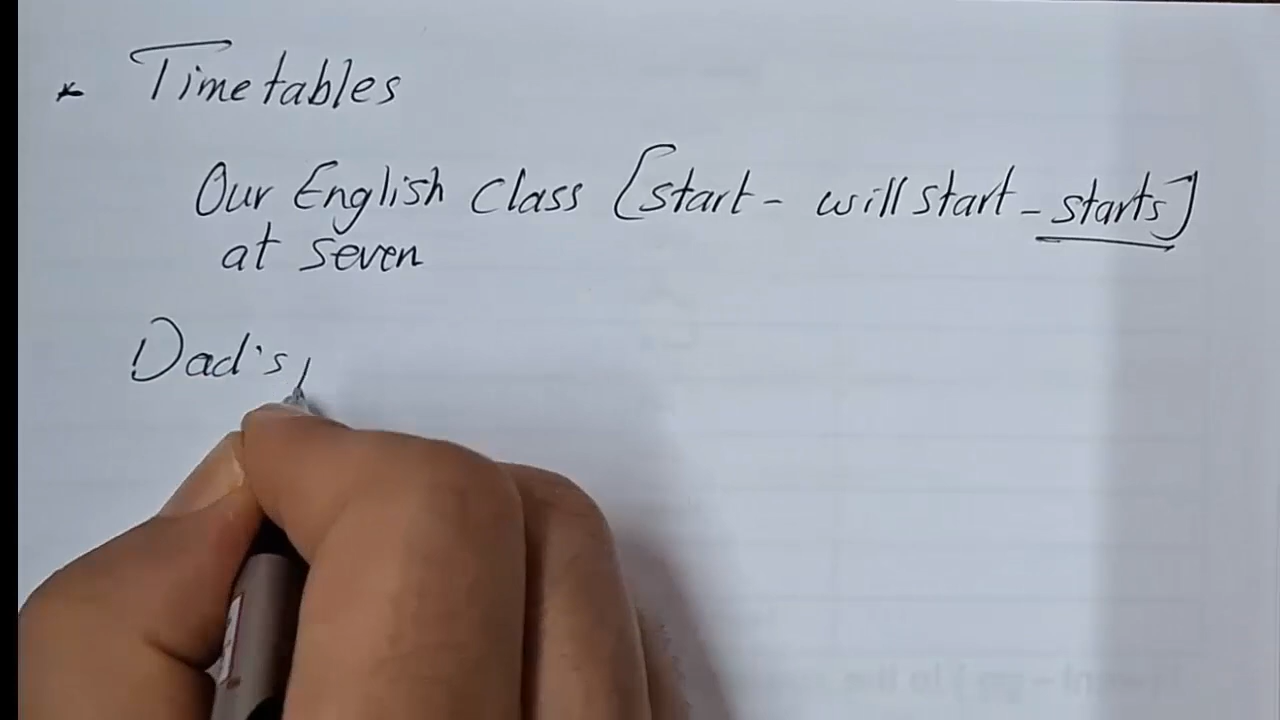 * Timetables
Our English Class [start - will start - starts]
at seven
Dad's